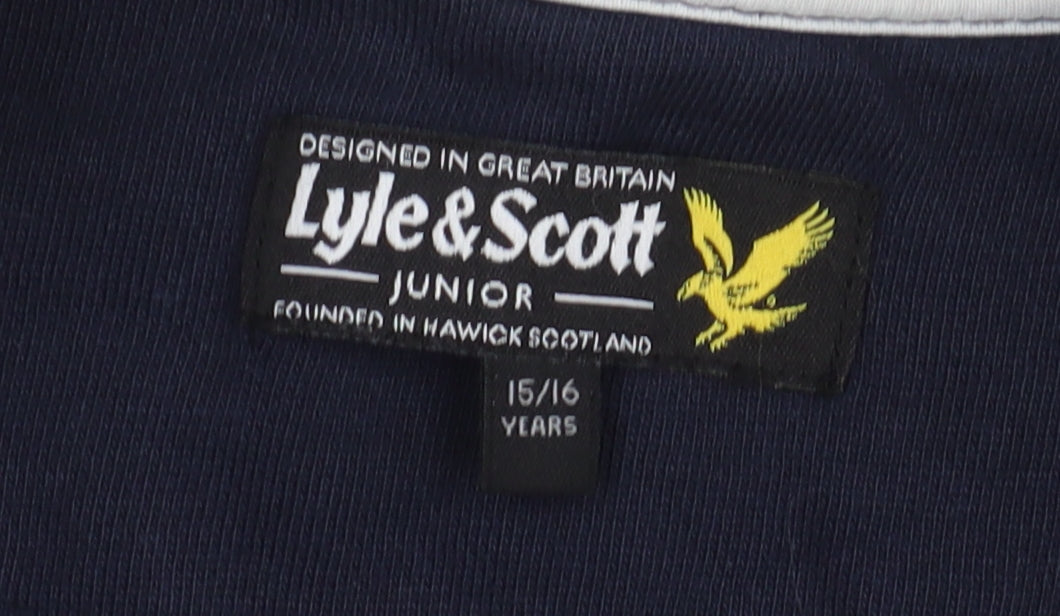 DESIGNED IN GREAT BRITAIN
Lyle & Scott
JUNIOR
FOUNDED IN HAWICK SCOTLAND
15/16
YEARS